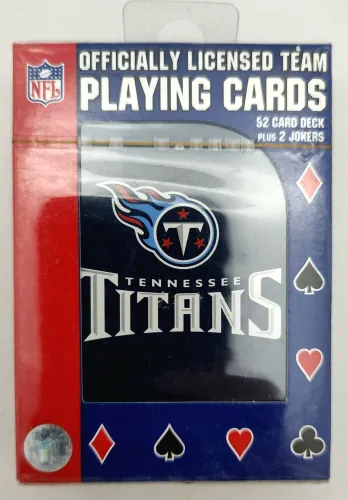 OFFICIALLY LICENSED TEAM
NFL
PLAYING CARDS
52 CARD DECK
PLUS 2 JOKERS
T
TENNESSEE
TITANS